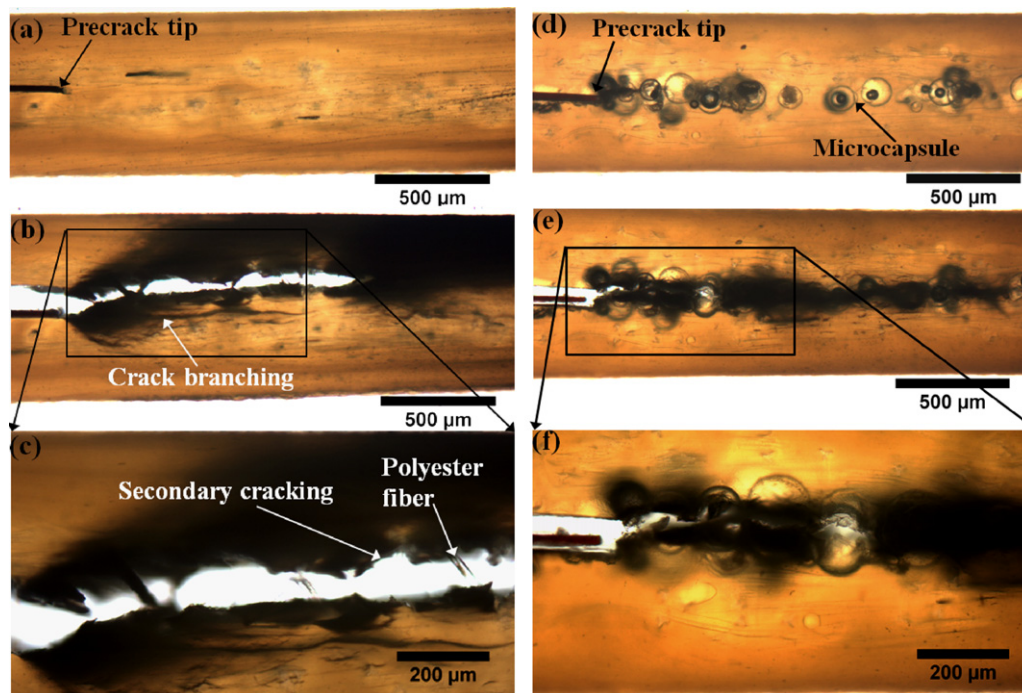 (a)
Precrack tip
500 µm
(b)
Crack branching
500 µm
(c)
Secondary cracking
Polyester
fiber
200 µm
(d)
Precrack tip
Microcapsule
500 µm
(e)
500 µm
(f)
200 µm